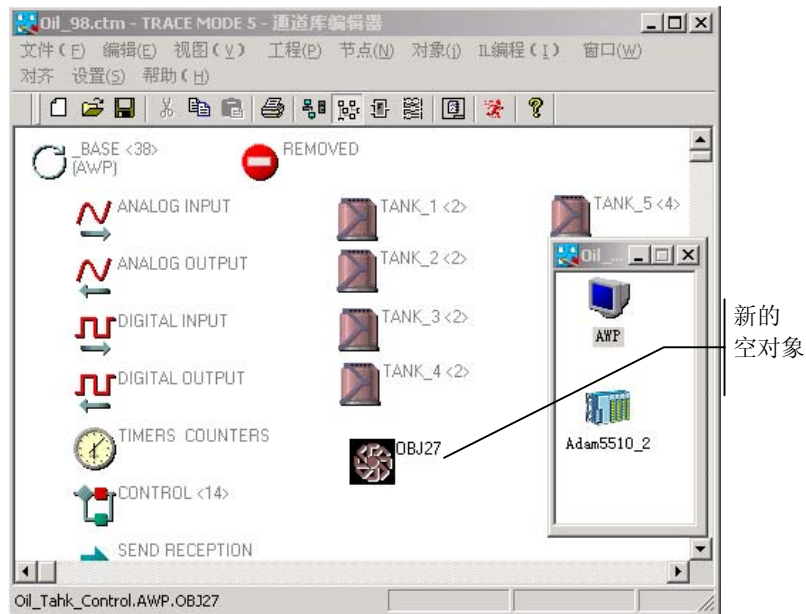 Oil_98.ctm - TRACE MODE 5 - 通道库编辑器
文件(F) 编辑(E) 视图(V) 工程(P) 节点(N) 对象(j) IL编程(I) 窗口(W)
对齐 设置(S) 帮助(H)
_BASE <38>
(AWP)
REMOVED
ANALOG INPUT
TANK_1 <2>
TANK_5 <4>
ANALOG OUTPUT
TANK_2 <2>
Oil_...
AWP
DIGITAL INPUT
TANK_3 <2>
新的
空对象
DIGITAL OUTPUT
TANK_4 <2>
Adam5510_2
TIMERS COUNTERS
OBJ27
CONTROL <14>
SEND RECEPTION
Oil_Tahk_Control.AWP.OBJ27